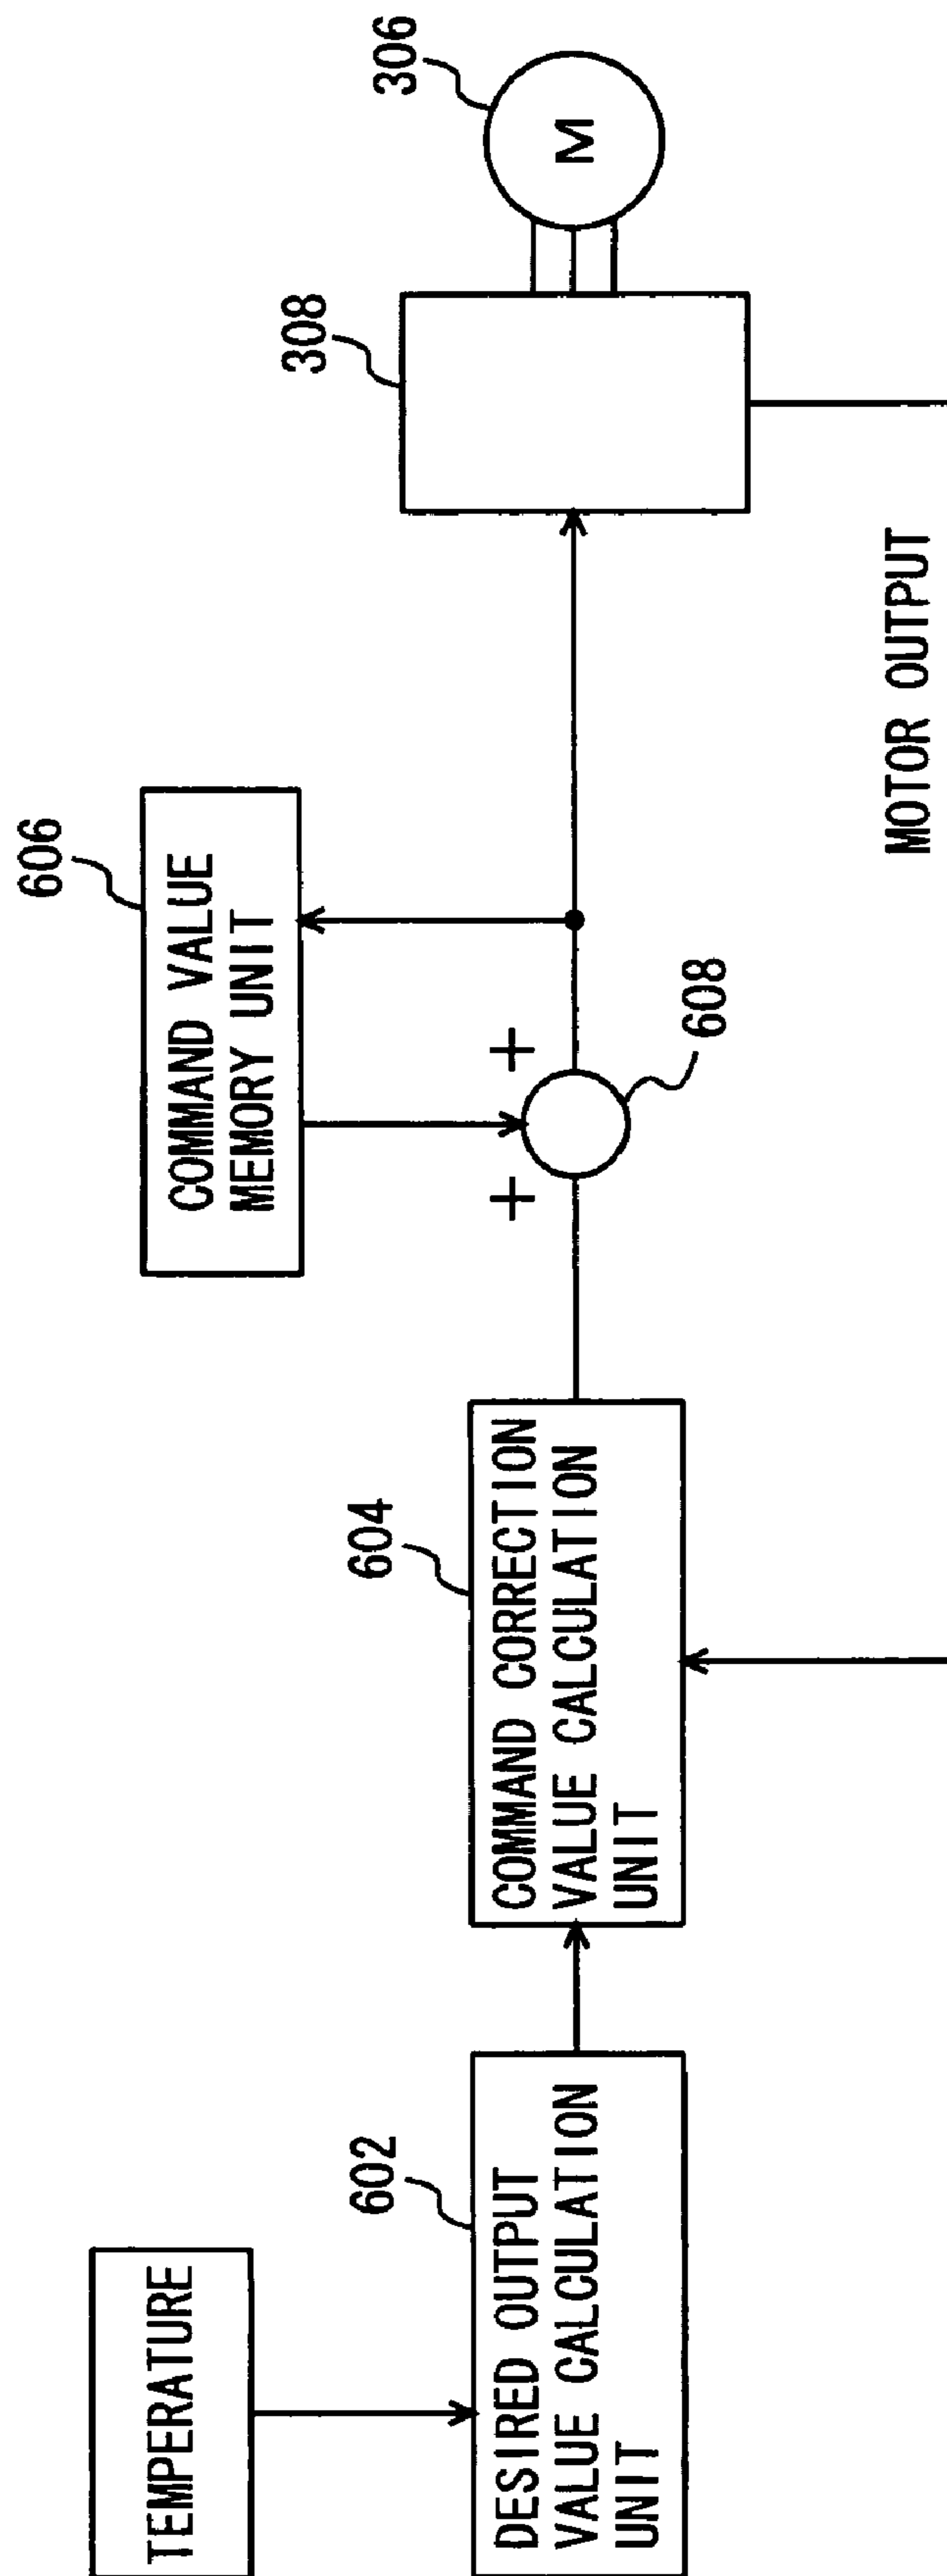 TEMPERATURE
602
DESIRED OUTPUT
VALUE CALCULATION
UNIT
604
COMMAND CORRECTION
VALUE CALCULATION
UNIT
606
COMMAND VALUE
MEMORY UNIT
+
+
608
308
306
M
MOTOR OUTPUT